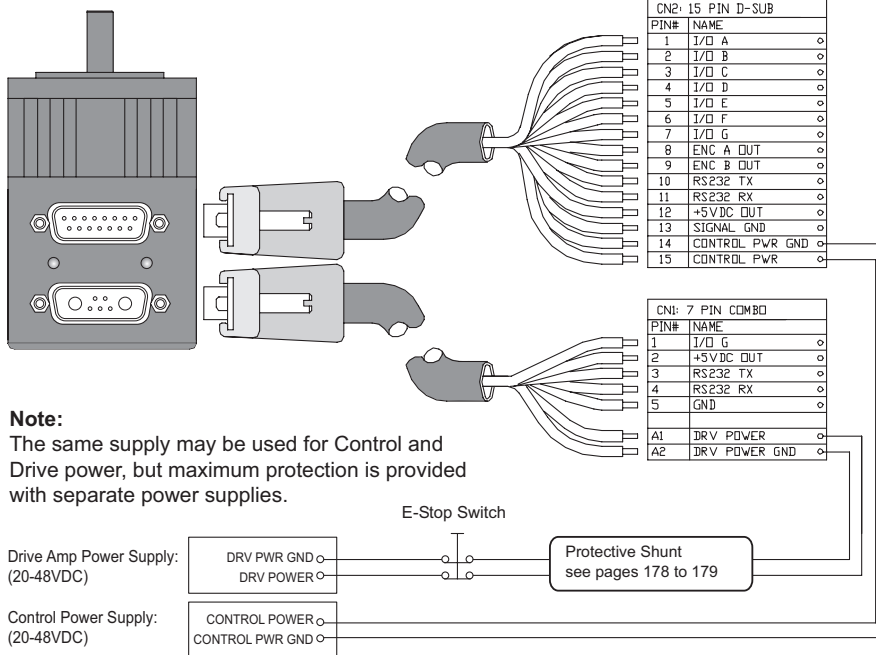 CN2: 15 PIN D-SUB
PIN# NAME
1 I/O A
2 I/O B
3 I/O C
4 I/O D
5 I/O E
6 I/O F
7 I/O G
8 ENC A OUT
9 ENC B OUT
10 RS232 TX
11 RS232 RX
12 +5VDC OUT
13 SIGNAL GND
14 CONTROL PWR GND
15 CONTROL PWR
CN1: 7 PIN COMBO
PIN# NAME
1 I/O G
2 +5VDC OUT
3 RS232 TX
4 RS232 RX
5 GND
A1 DRV POWER
A2 DRV POWER GND
Note:
The same supply may be used for Control and
Drive power, but maximum protection is provided
with separate power supplies.
E-Stop Switch
Drive Amp Power Supply:
(20-48VDC)
DRV PWR GND
DRV POWER
Protective Shunt
see pages 178 to 179
Control Power Supply:
(20-48VDC)
CONTROL POWER
CONTROL PWR GND